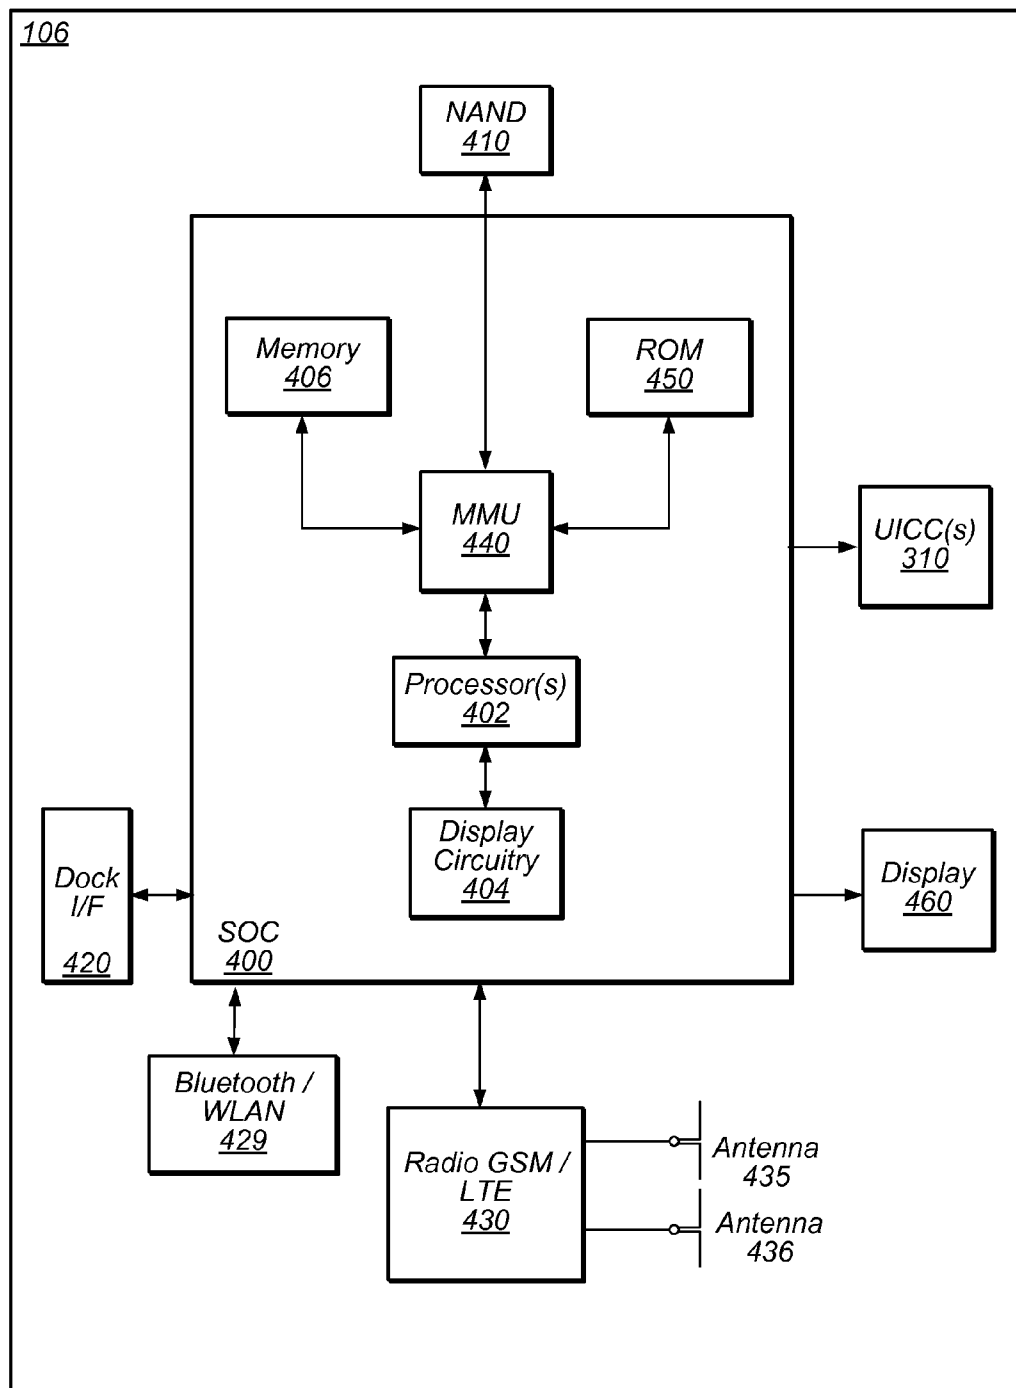 106
NAND
410
Memory
406
ROM
450
MMU
440
UICC(s)
310
Processor(s)
402
Display
Circuitry
404
Dock
I/F
420
Display
460
SOC
400
Bluetooth /
WLAN
429
Radio GSM /
LTE
430
Antenna
435
Antenna
436